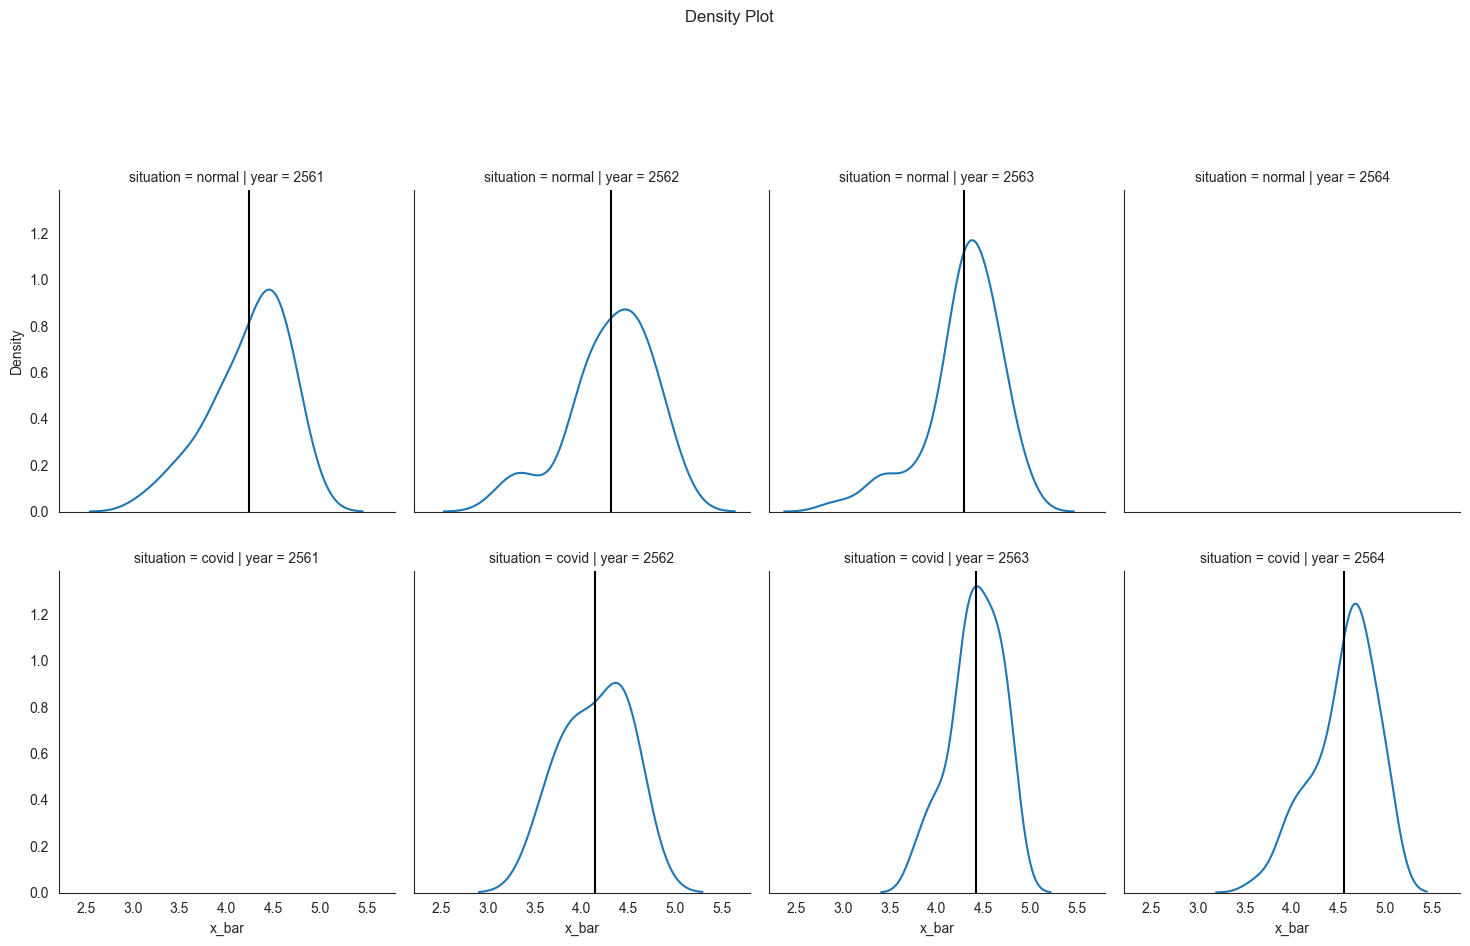 Density Plot
situation = normal | year = 2561
situation = normal | year = 2562
situation = normal | year = 2563
situation = normal | year = 2564
1.2
1.0
0.8
0.6
0.4
0.2
0.0
Density
situation = covid | year = 2561
situation = covid | year = 2562
situation = covid | year = 2563
situation = covid | year = 2564
1.2
1.0
0.8
0.6
0.4
0.2
0.0
2.5 3.0 3.5 4.0 4.5 5.0 5.5
2.5 3.0 3.5 4.0 4.5 5.0 5.5
2.5 3.0 3.5 4.0 4.5 5.0 5.5
2.5 3.0 3.5 4.0 4.5 5.0 5.5
x_bar
x_bar
x_bar
x_bar